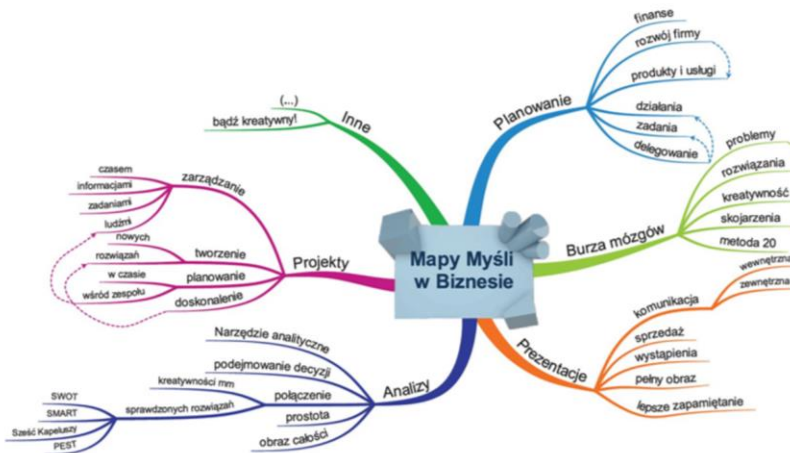 Mapy Myśli
w Biznesie
Planowanie
finanse
rozwój firmy
produkty i usługi
działania
zadania
delegowanie
Burza mózgów
problemy
rozwiązania
kreatywność
skojarzenia
metoda 20
Prezentacje
komunikacja
wewnętrzna
zewnętrzna
sprzedaż
wystąpienia
pełny obraz
lepsze zapamiętanie
Analizy
Narzędzie analityczne
podejmowanie decyzji
połączenie
kreatywności mm
sprawdzonych rozwiązań
SWOT
SMART
Sześć Kapeluszy
PEST
prostota
obraz całości
Projekty
zarządzanie
czasem
informacjami
zadaniami
ludźmi
tworzenie
nowych
rozwiązań
planowanie
w czasie
wśród zespołu
doskonalenie
Inne
(...)
bądź kreatywny!